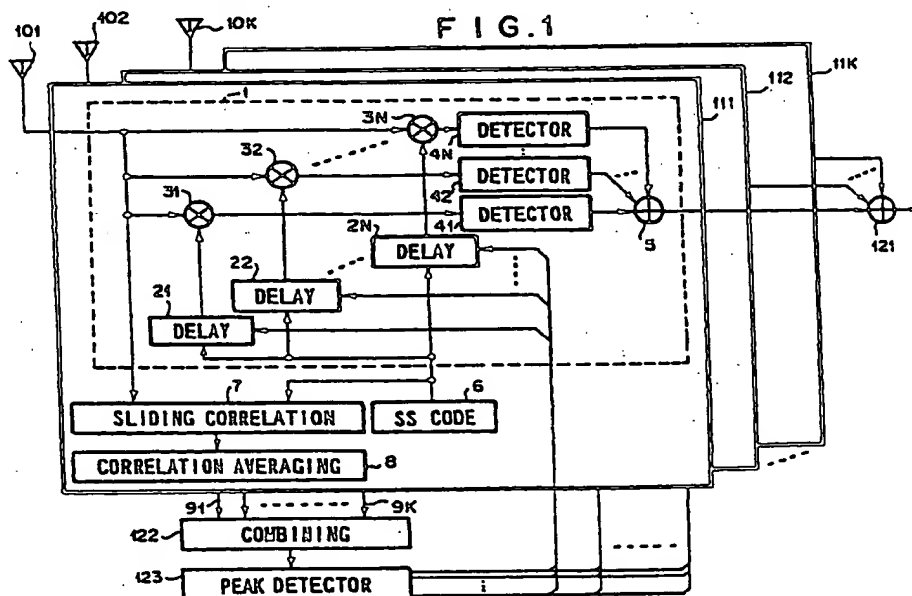 FIG.1
101
102
10K
11K
112
111
1
3N
DETECTOR
4N
32
DETECTOR
42
31
DETECTOR
41
5
121
2N
DELAY
22
DELAY
21
DELAY
7
6
SLIDING CORRELATION
SS CODE
CORRELATION AVERAGING
8
91
9K
122
COMBINING
123
PEAK DETECTOR